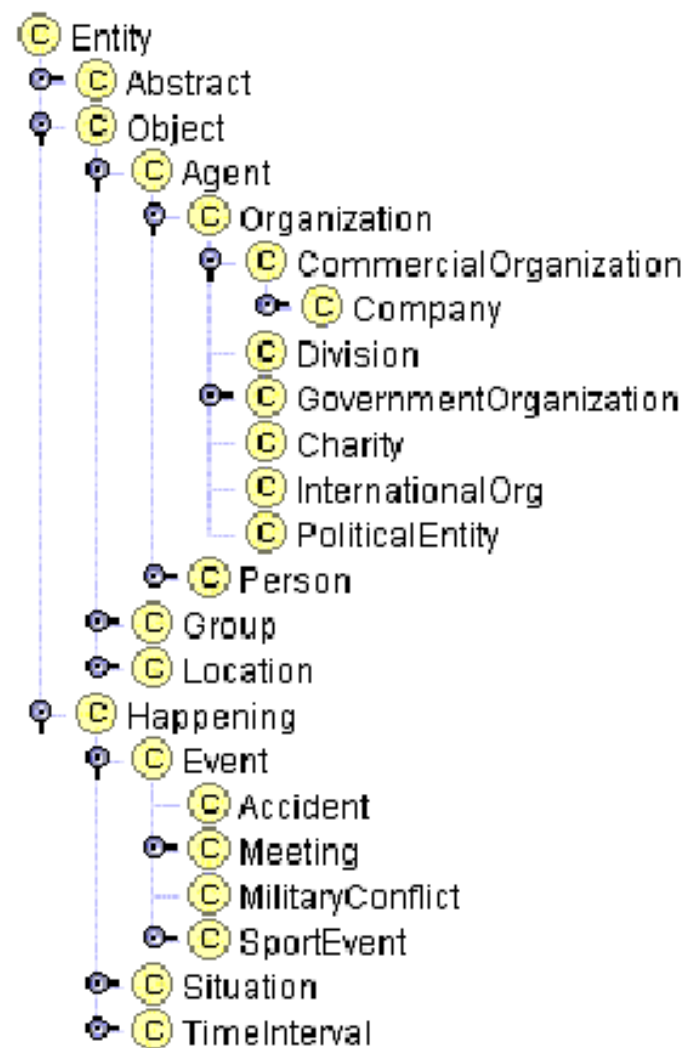 C Entity
C Abstract
C Object
C Agent
C Organization
C CommercialOrganization
C Company
C Division
C GovernmentOrganization
C Charity
C InternationalOrg
C PoliticalEntity
C Person
C Group
C Location
C Happening
C Event
C Accident
C Meeting
C MilitaryConflict
C SportEvent
C Situation
C TimeInterval